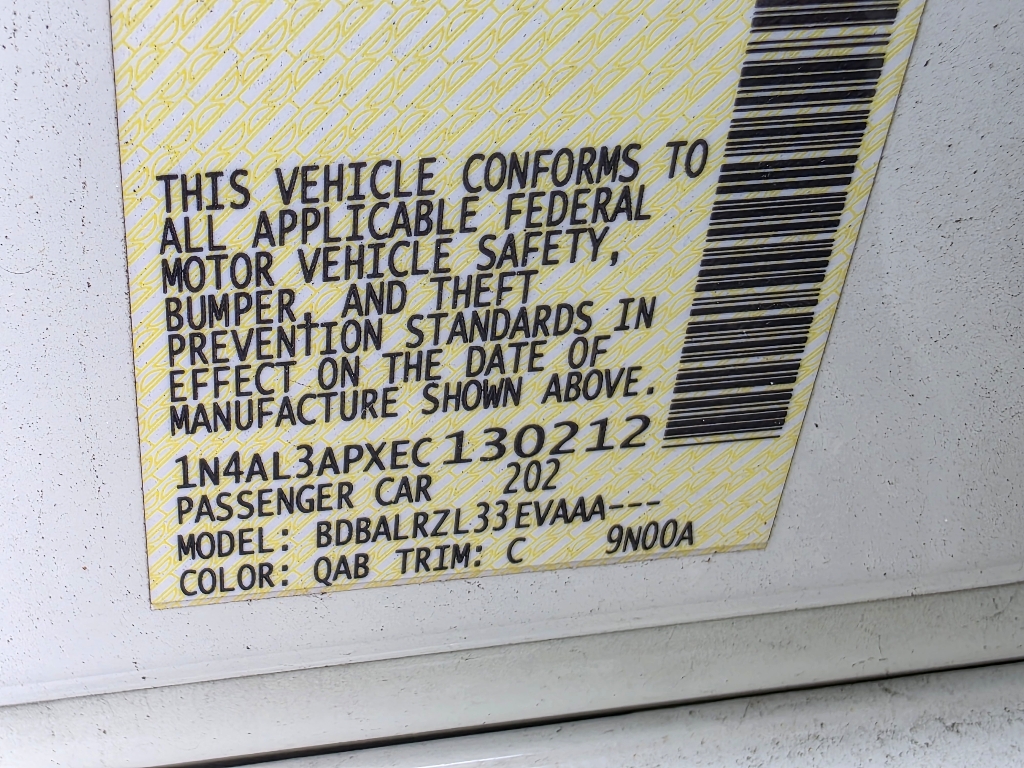 THIS VEHICLE CONFORMS TO
ALL APPLICABLE FEDERAL
MOTOR VEHICLE SAFETY,
BUMPER, AND THEFT
PREVENTION STANDARDS IN
EFFECT ON THE DATE OF
MANUFACTURE SHOWN ABOVE.
1N4AL3APXEC130212
PASSENGER CAR 202
MODEL: BDBALRZL33EVAAA---
COLOR: QAB TRIM: C 9N00A